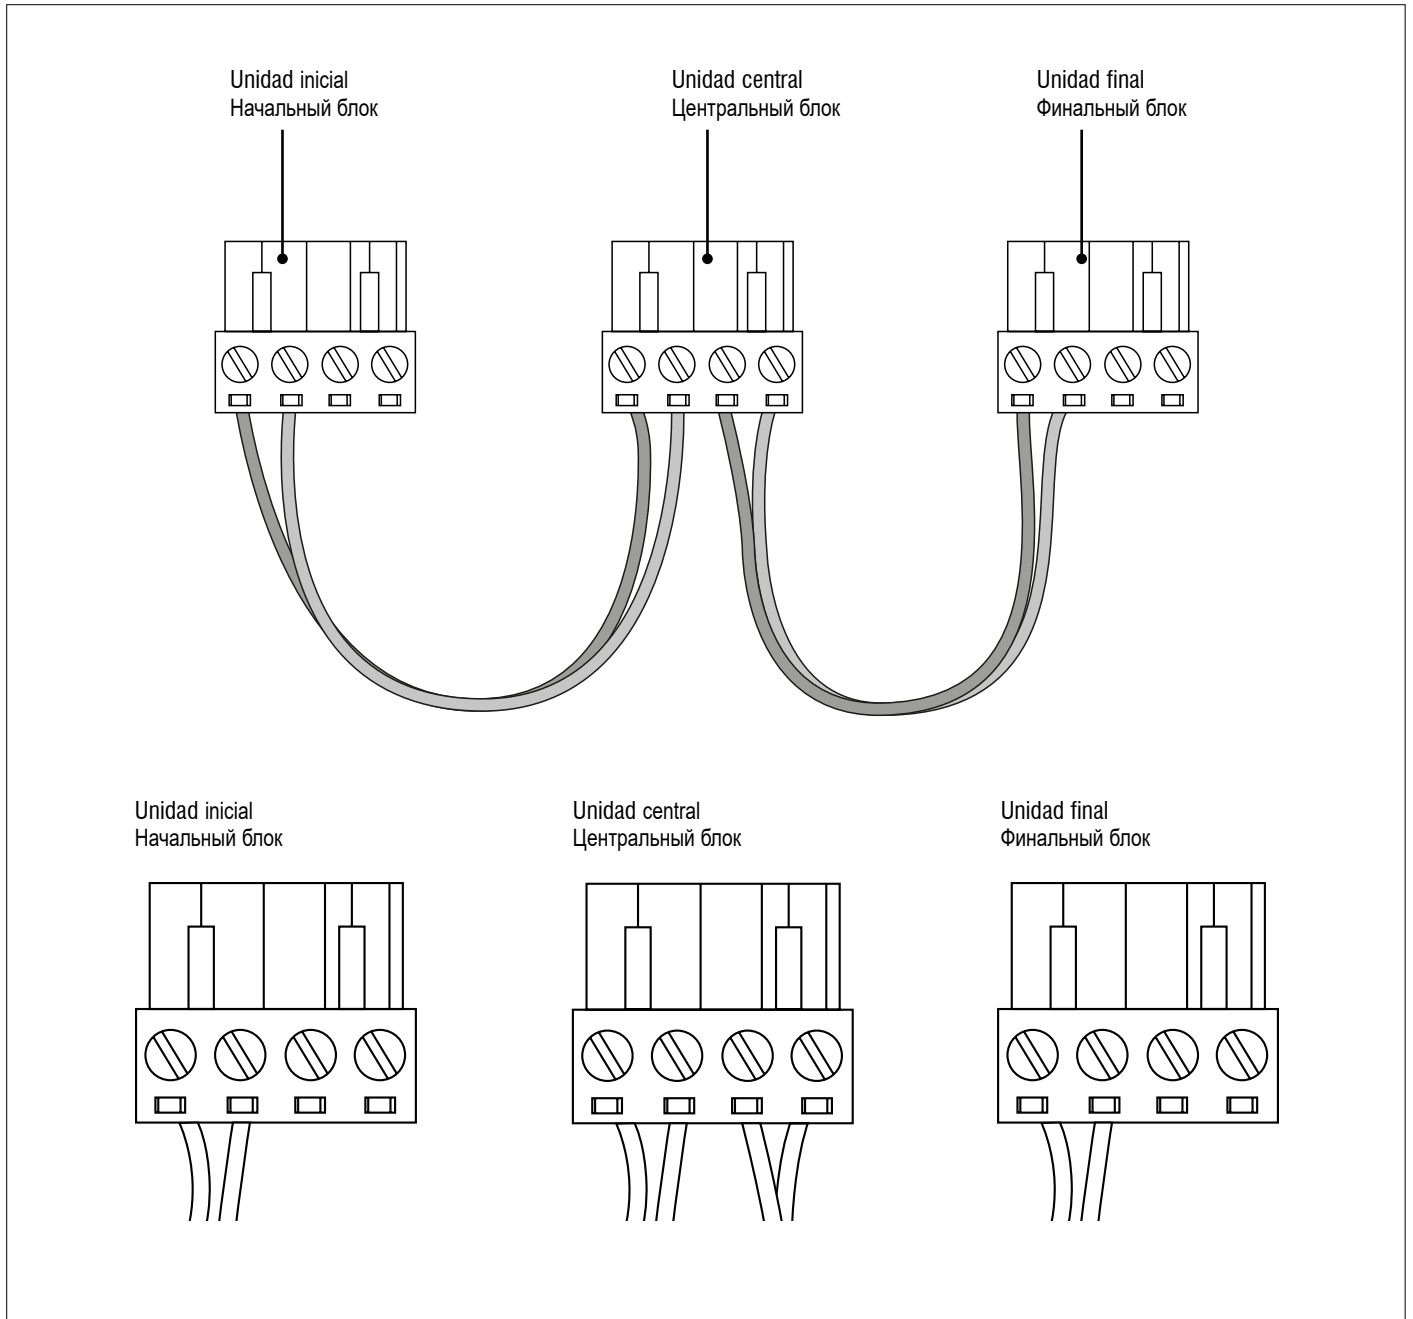 Unidad inicial
Начальный блок
Unidad central
Центральный блок
Unidad final
Финальный блок
Unidad inicial
Начальный блок
Unidad central
Центральный блок
Unidad final
Финальный блок